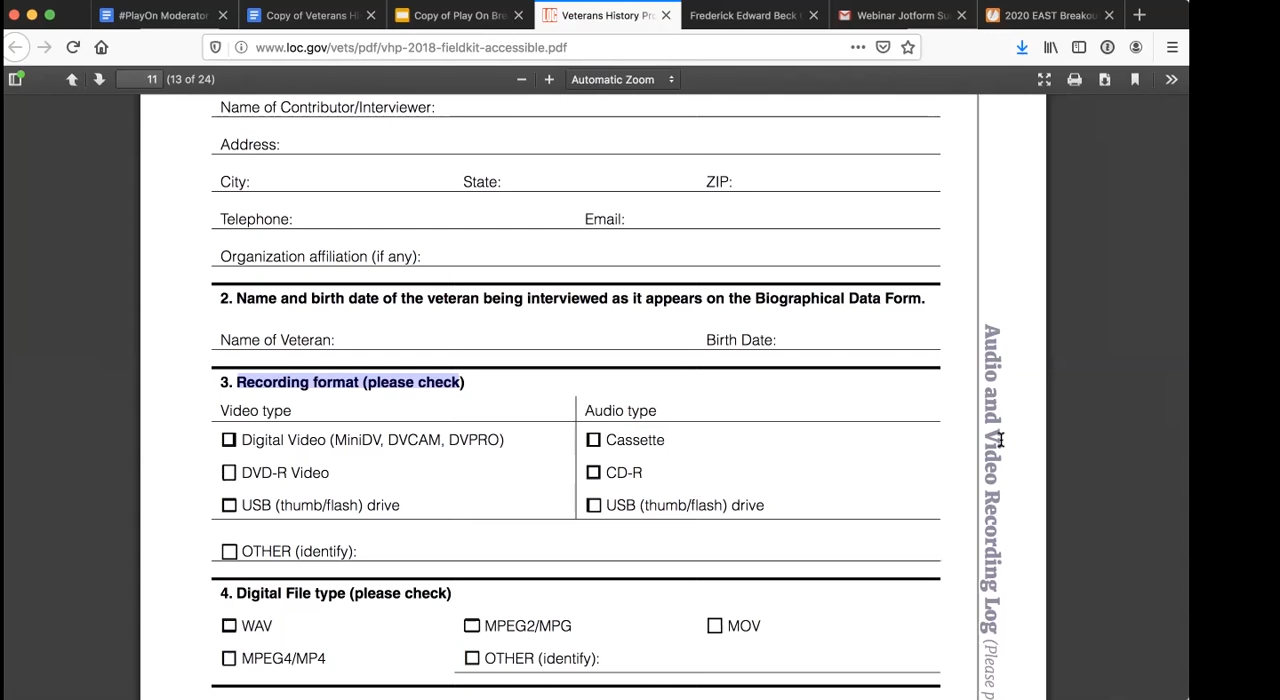 #PlayOn Moderator
Copy of Veterans Hi
Copy of Play On Bre
Veterans History Pro
Frederick Edward Beck
Webinar Jotform Su
2020 EAST Breakou
www.loc.gov/vets/pdf/vhp-2018-fieldkit-accessible.pdf
11 (13 of 24)
Automatic Zoom
Name of Contributor/Interviewer:
Address:
City: State: ZIP:
Telephone: Email:
Organization affiliation (if any):
2. Name and birth date of the veteran being interviewed as it appears on the Biographical Data Form.
Name of Veteran: Birth Date:
3. Recording format (please check)
Video type Audio type
Digital Video (MiniDV, DVCAM, DVPRO) Cassette
DVD-R Video CD-R
USB (thumb/flash) drive USB (thumb/flash) drive
OTHER (identify):
4. Digital File type (please check)
WAV MPEG2/MPG MOV
MPEG4/MP4 OTHER (identify):
Audio and Video Recording Log (Please p